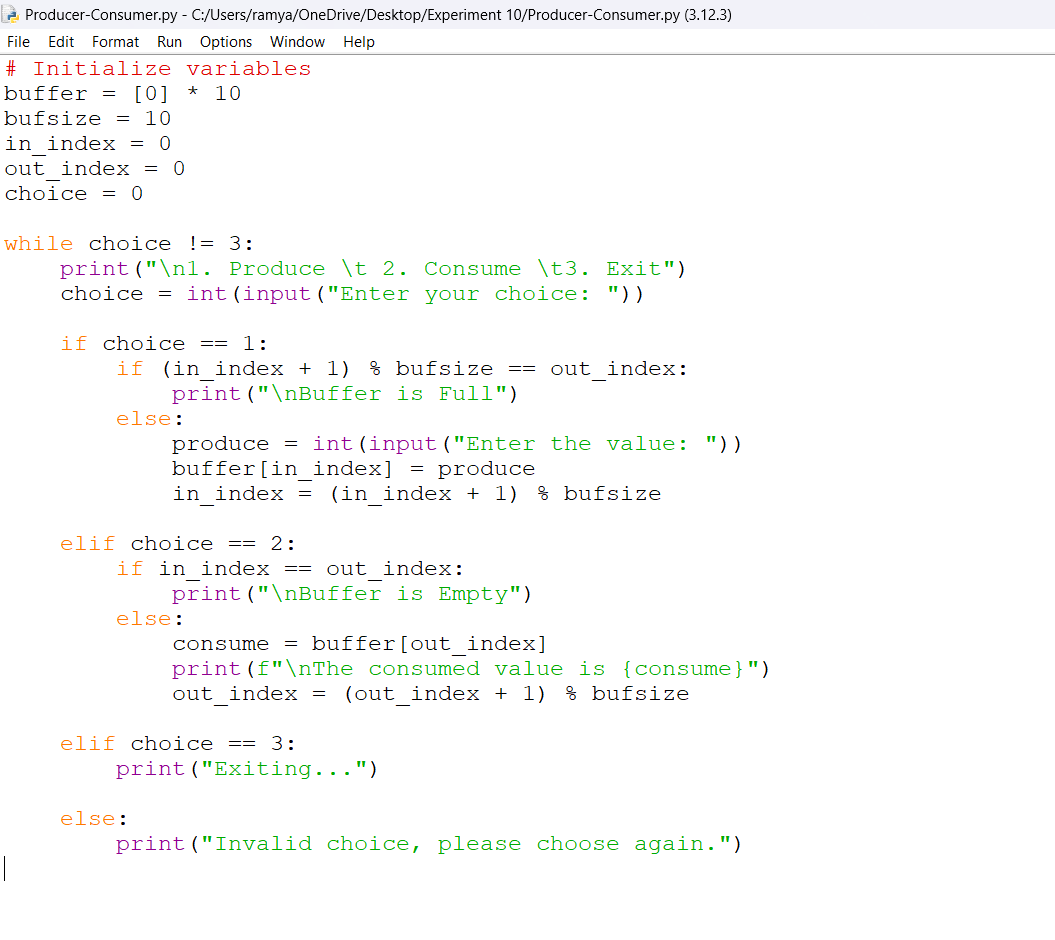 Producer-Consumer.py - C:/Users/ramya/OneDrive/Desktop/Experiment 10/Producer-Consumer.py (3.12.3)
File Edit Format Run Options Window Help
# Initialize variables
buffer = [0] * 10
bufsize = 10
in_index = 0
out_index = 0
choice = 0

while choice != 3:
    print("\n1. Produce \t 2. Consume \t3. Exit")
    choice = int(input("Enter your choice: "))

    if choice == 1:
        if (in_index + 1) % bufsize == out_index:
            print("\nBuffer is Full")
        else:
            produce = int(input("Enter the value: "))
            buffer[in_index] = produce
            in_index = (in_index + 1) % bufsize

    elif choice == 2:
        if in_index == out_index:
            print("\nBuffer is Empty")
        else:
            consume = buffer[out_index]
            print(f"\nThe consumed value is {consume}")
            out_index = (out_index + 1) % bufsize

    elif choice == 3:
        print("Exiting...")

    else:
        print("Invalid choice, please choose again.")